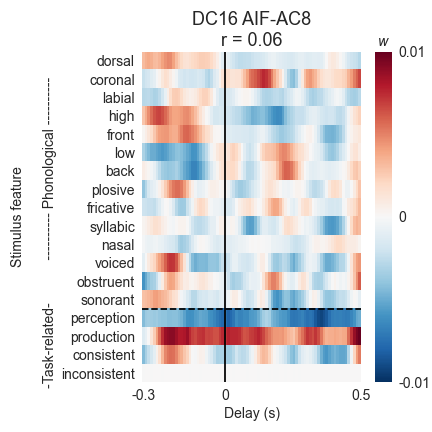 DC16 AIF-AC8
r = 0.06
w
dorsal
coronal
labial
high
front
low
back
plosive
fricative
syllabic
nasal
voiced
obstruent
sonorant
perception
production
consistent
inconsistent
Stimulus feature
---------- Phonological ----------
-Task-related-
0.01
0
-0.01
-0.3
0
0.5
Delay (s)